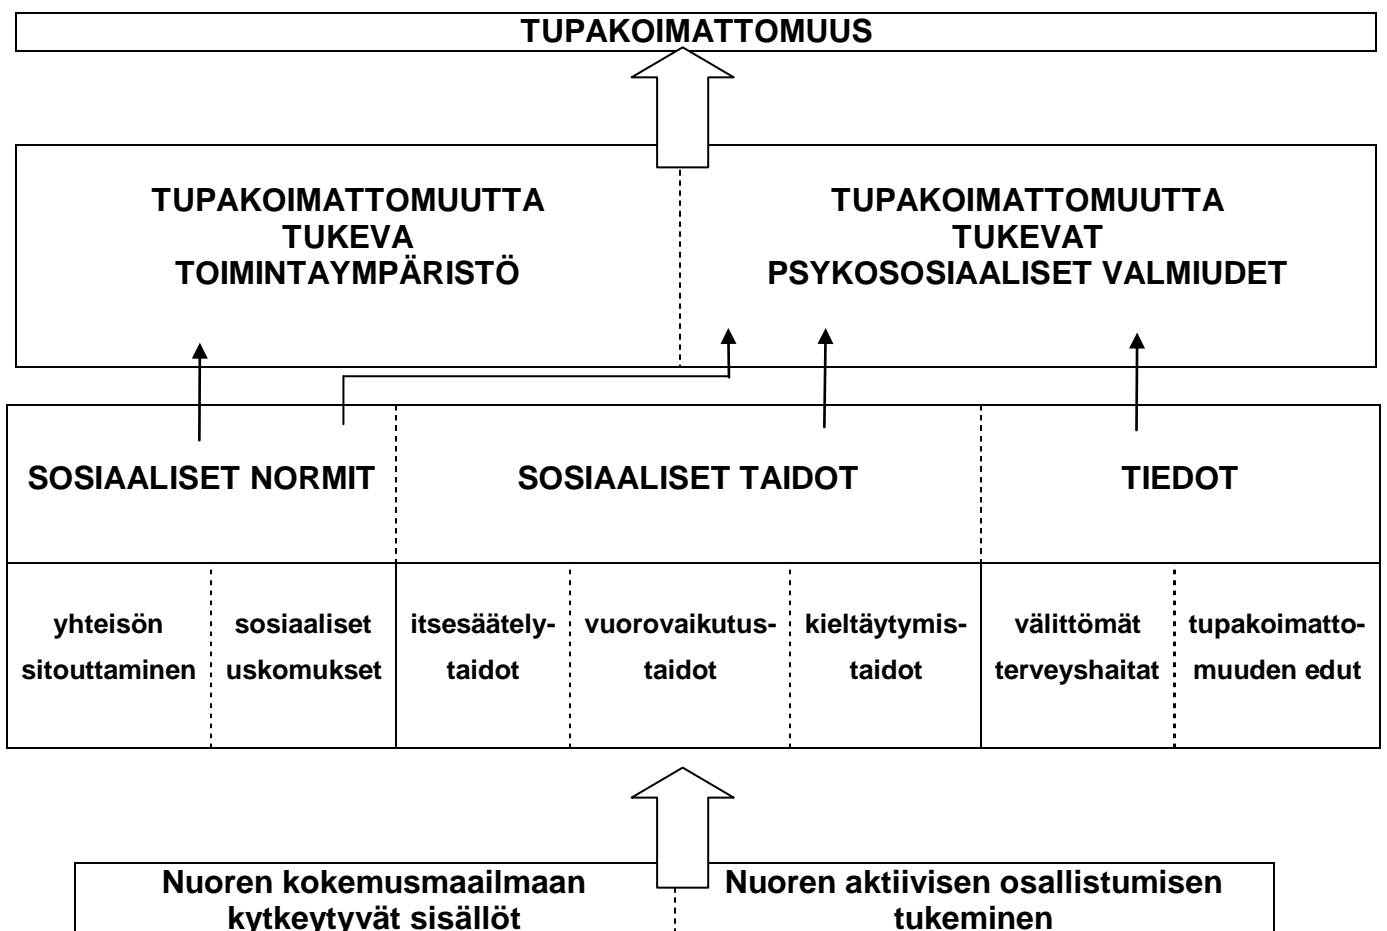 TUPAKOIMATTOMUUS
TUPAKOIMATTOMUUTTA
TUKEVA
TOIMINTAYMPÄRISTÖ
TUPAKOIMATTOMUUTTA
TUKEVAT
PSYKOSOSIAALISET VALMIUDET
SOSIAALISET NORMIT
SOSIAALISET TAIDOT
TIEDOT
yhteisön
sitouttaminen
sosiaaliset
uskomukset
itsesäätely-
taidot
vuorovaikutus-
taidot
kieltäytymis-
taidot
välittömät
terveyshaitat
tupakoimatto-
muuden edut
Nuoren kokemusmaailmaan
kytkeytyvät sisällöt
Nuoren aktiivisen osallistumisen
tukeminen